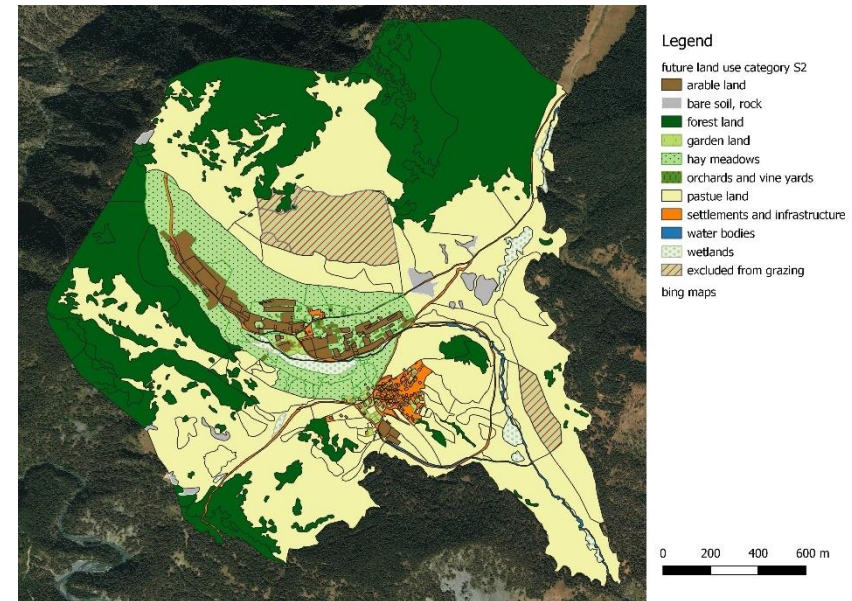 Legend
future land use category S2
arable land
bare soil, rock
forest land
garden land
hay meadows
orchards and vine yards
pastue land
settlements and infrastructure
water bodies
wetlands
excluded from grazing
bing maps
0 200 400 600 m